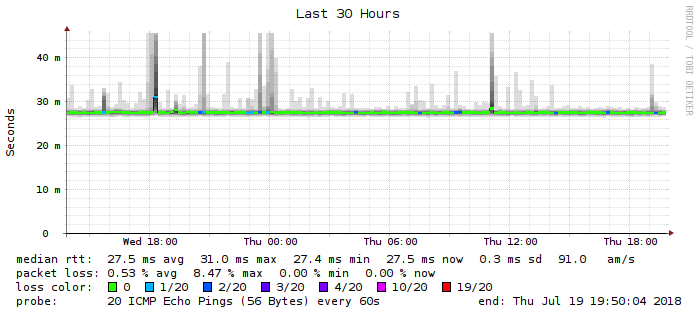 Last 30 Hours
RRDTOOL / TOBI OETIKER
Seconds
40 m
30 m
20 m
10 m
0
Wed 18:00 Thu 00:00 Thu 06:00 Thu 12:00 Thu 18:00
median rtt: 27.5 ms avg 31.0 ms max 27.4 ms min 27.5 ms now 0.3 ms sd 91.0 am/s
packet loss: 0.53 % avg 8.47 % max 0.00 % min 0.00 % now
loss color: 0 1/20 2/20 3/20 4/20 10/20 19/20
probe: 20 ICMP Echo Pings (56 Bytes) every 60s end: Thu Jul 19 19:50:04 2018